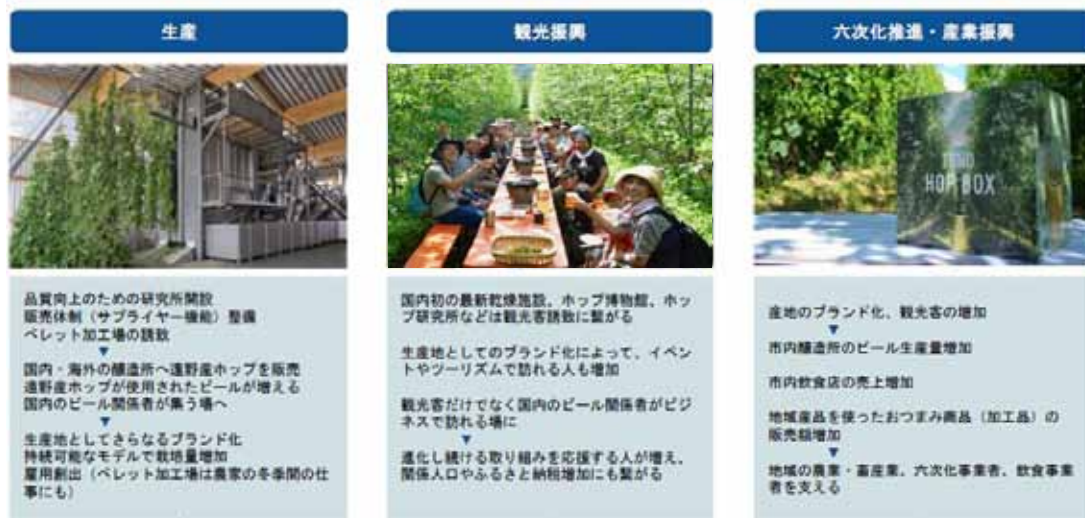 生産
品質向上のための研究所開設
販売体制（サプライヤー機能）整備
ペレット加工場の誘致
▼
国内・海外の醸造所へ遠野産ホップを販売
遠野産ホップが使用されたビールが増える
国内のビール関係者が集う場へ
▼
生産地としてさらなるブランド化
持続可能なモデルで栽培量増加
雇用創出（ペレット加工場は農家の冬季間の仕
事にも）
観光振興
国内初の最新乾燥施設、ホップ博物館、ホッ
プ研究所などは観光客誘致に繋がる
生産地としてのブランド化によって、イベン
トやツーリズムで訪れる人も増加
観光客だけでなく国内のビール関係者がビジ
ネスで訪れる場に
▼
進化し続ける取り組みを応援する人が増え、
関係人口やふるさと納税増加にも繋がる
六次化推進・産業振興
HOP BOX
産地のブランド化、観光客の増加
▼
市内醸造所のビール生産量増加
市内飲食店の売上増加
地域産品を使ったおつまみ商品（加工品）の
販売額増加
▼
地域の農業・畜産業、六次化事業者、飲食事業
者を支える